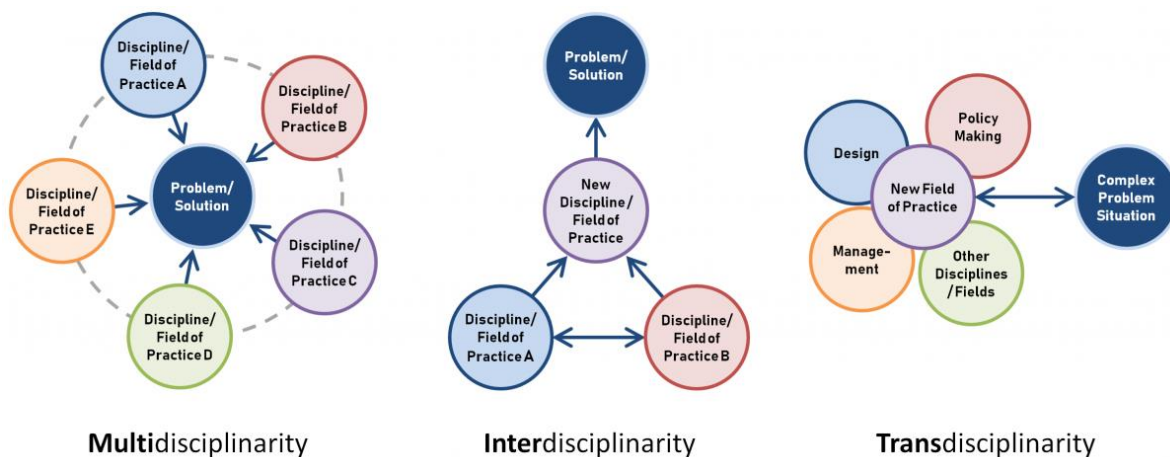 Discipline/
Field of
Practice A
Discipline/
Field of
Practice B
Problem/
Solution
Discipline/
Field of
Practice E
Discipline/
Field of
Practice C
Discipline/
Field of
Practice D
Multidisciplinarity
Problem/
Solution
New
Discipline/
Field of
Practice
Discipline/
Field of
Practice A
Discipline/
Field of
Practice B
Interdisciplinarity
Policy
Making
Design
New Field
of Practice
Complex
Problem
Situation
Manage-
ment
Other
Disciplines
/Fields
Transdisciplinarity